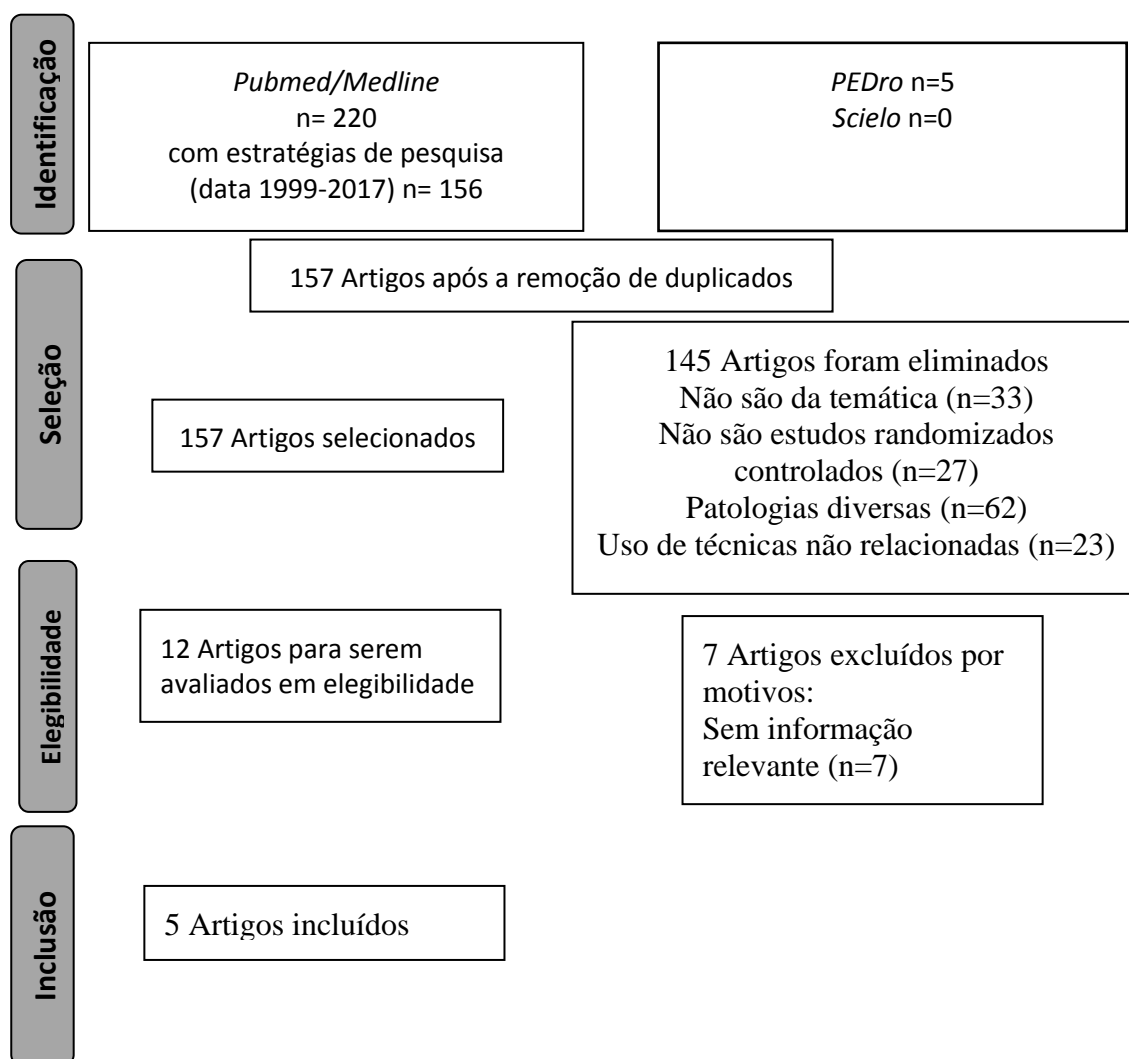 Identificação
Pubmed/Medline
n= 220
com estratégias de pesquisa
(data 1999-2017) n= 156
PEDro n=5
Scielo n=0
157 Artigos após a remoção de duplicados
Seleção
157 Artigos selecionados
145 Artigos foram eliminados
Não são da temática (n=33)
Não são estudos randomizados
controlados (n=27)
Patologias diversas (n=62)
Uso de técnicas não relacionadas (n=23)
Elegibilidade
12 Artigos para serem
avaliados em elegibilidade
7 Artigos excluídos por
motivos:
Sem informação
relevante (n=7)
Inclusão
5 Artigos incluídos